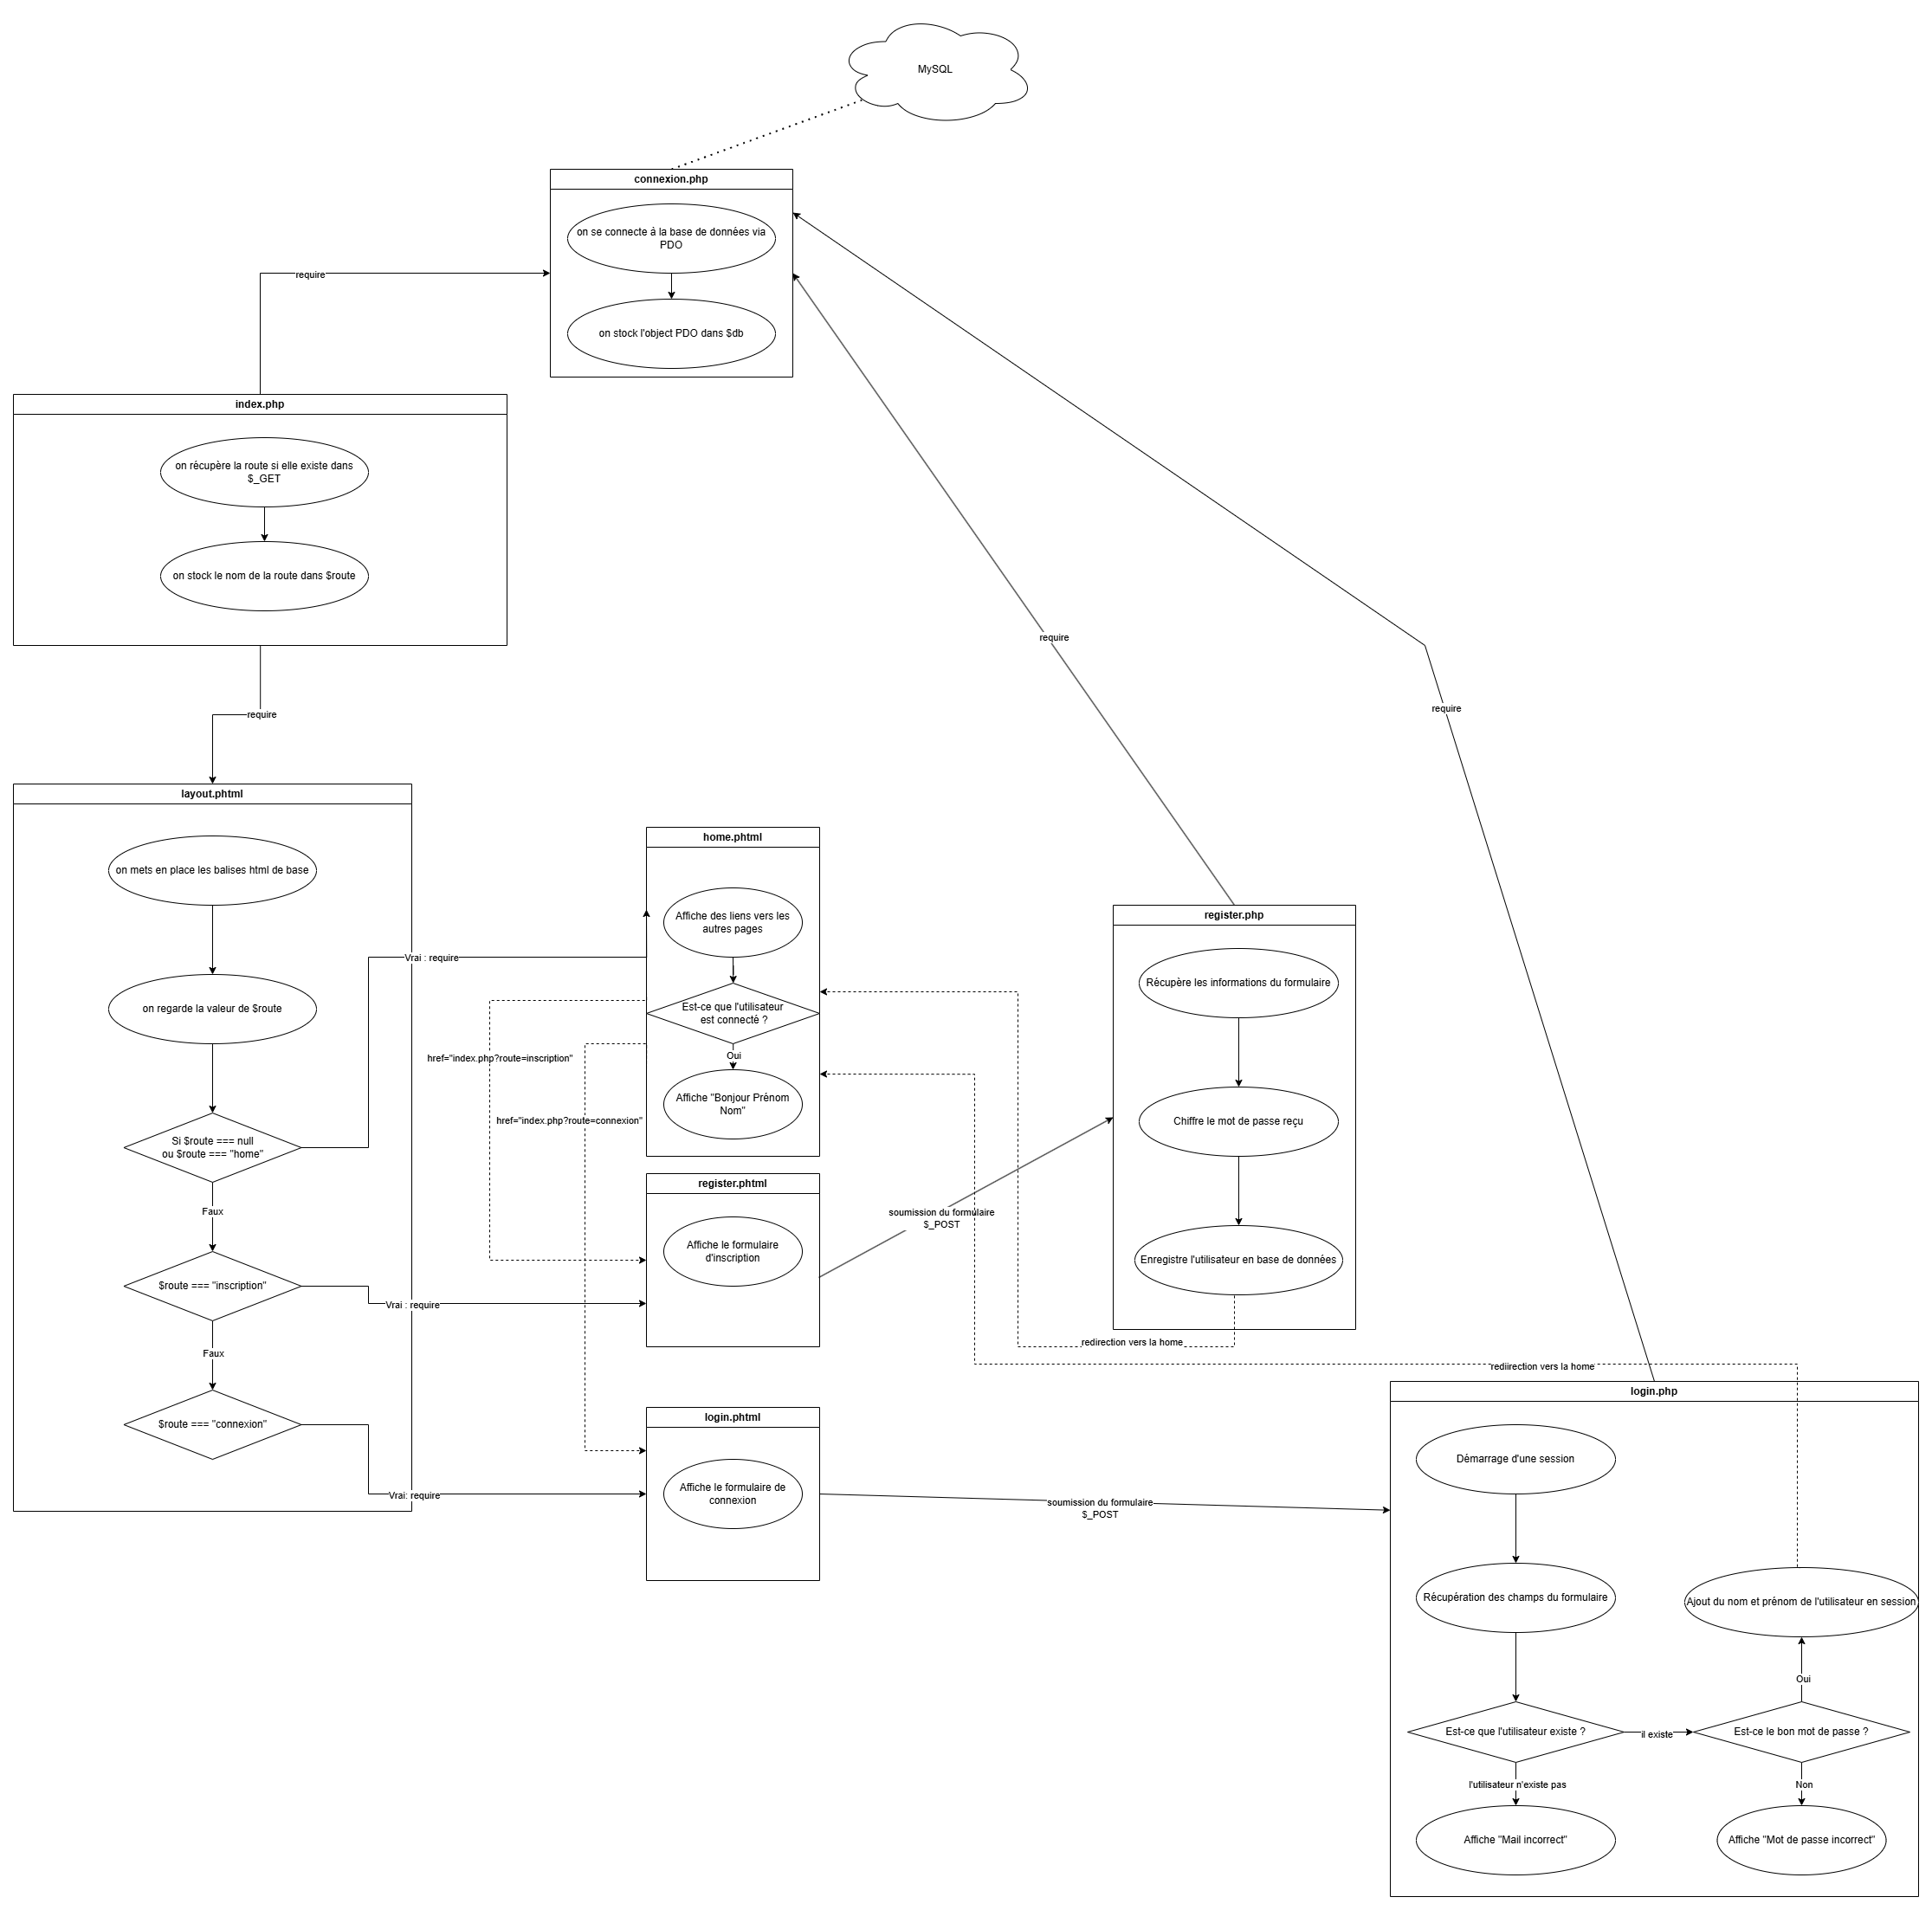 MySQL
connexion.php
on se connecte à la base de données via
PDO
on stock l'object PDO dans $db
require
index.php
on récupère la route si elle existe dans
$_GET
on stock le nom de la route dans $route
require
require
require
layout.phtml
on mets en place les balises html de base
on regarde la valeur de $route
Si $route === null
ou $route === "home"
Faux
$route === "inscription"
Faux
$route === "connexion"
Vrai : require
Vrai : require
Vrai: require
home.phtml
Affiche des liens vers les
autres pages
Est-ce que l'utilisateur
est connecté ?
Oui
Affiche "Bonjour Prénom
Nom"
href="index.php?route=inscription"
href="index.php?route=connexion"
register.phtml
Affiche le formulaire
d'inscription
login.phtml
Affiche le formulaire de
connexion
soumission du formulaire
$_POST
soumission du formulaire
$_POST
register.php
Récupère les informations du formulaire
Chiffre le mot de passe reçu
Enregistre l'utilisateur en base de données
redirection vers la home
rediirection vers la home
login.php
Démarrage d'une session
Récupération des champs du formulaire
Ajout du nom et prénom de l'utilisateur en session
Oui
Est-ce que l'utilisateur existe ?
il existe
Est-ce le bon mot de passe ?
l'utilisateur n'existe pas
Non
Affiche "Mail incorrect"
Affiche "Mot de passe incorrect"